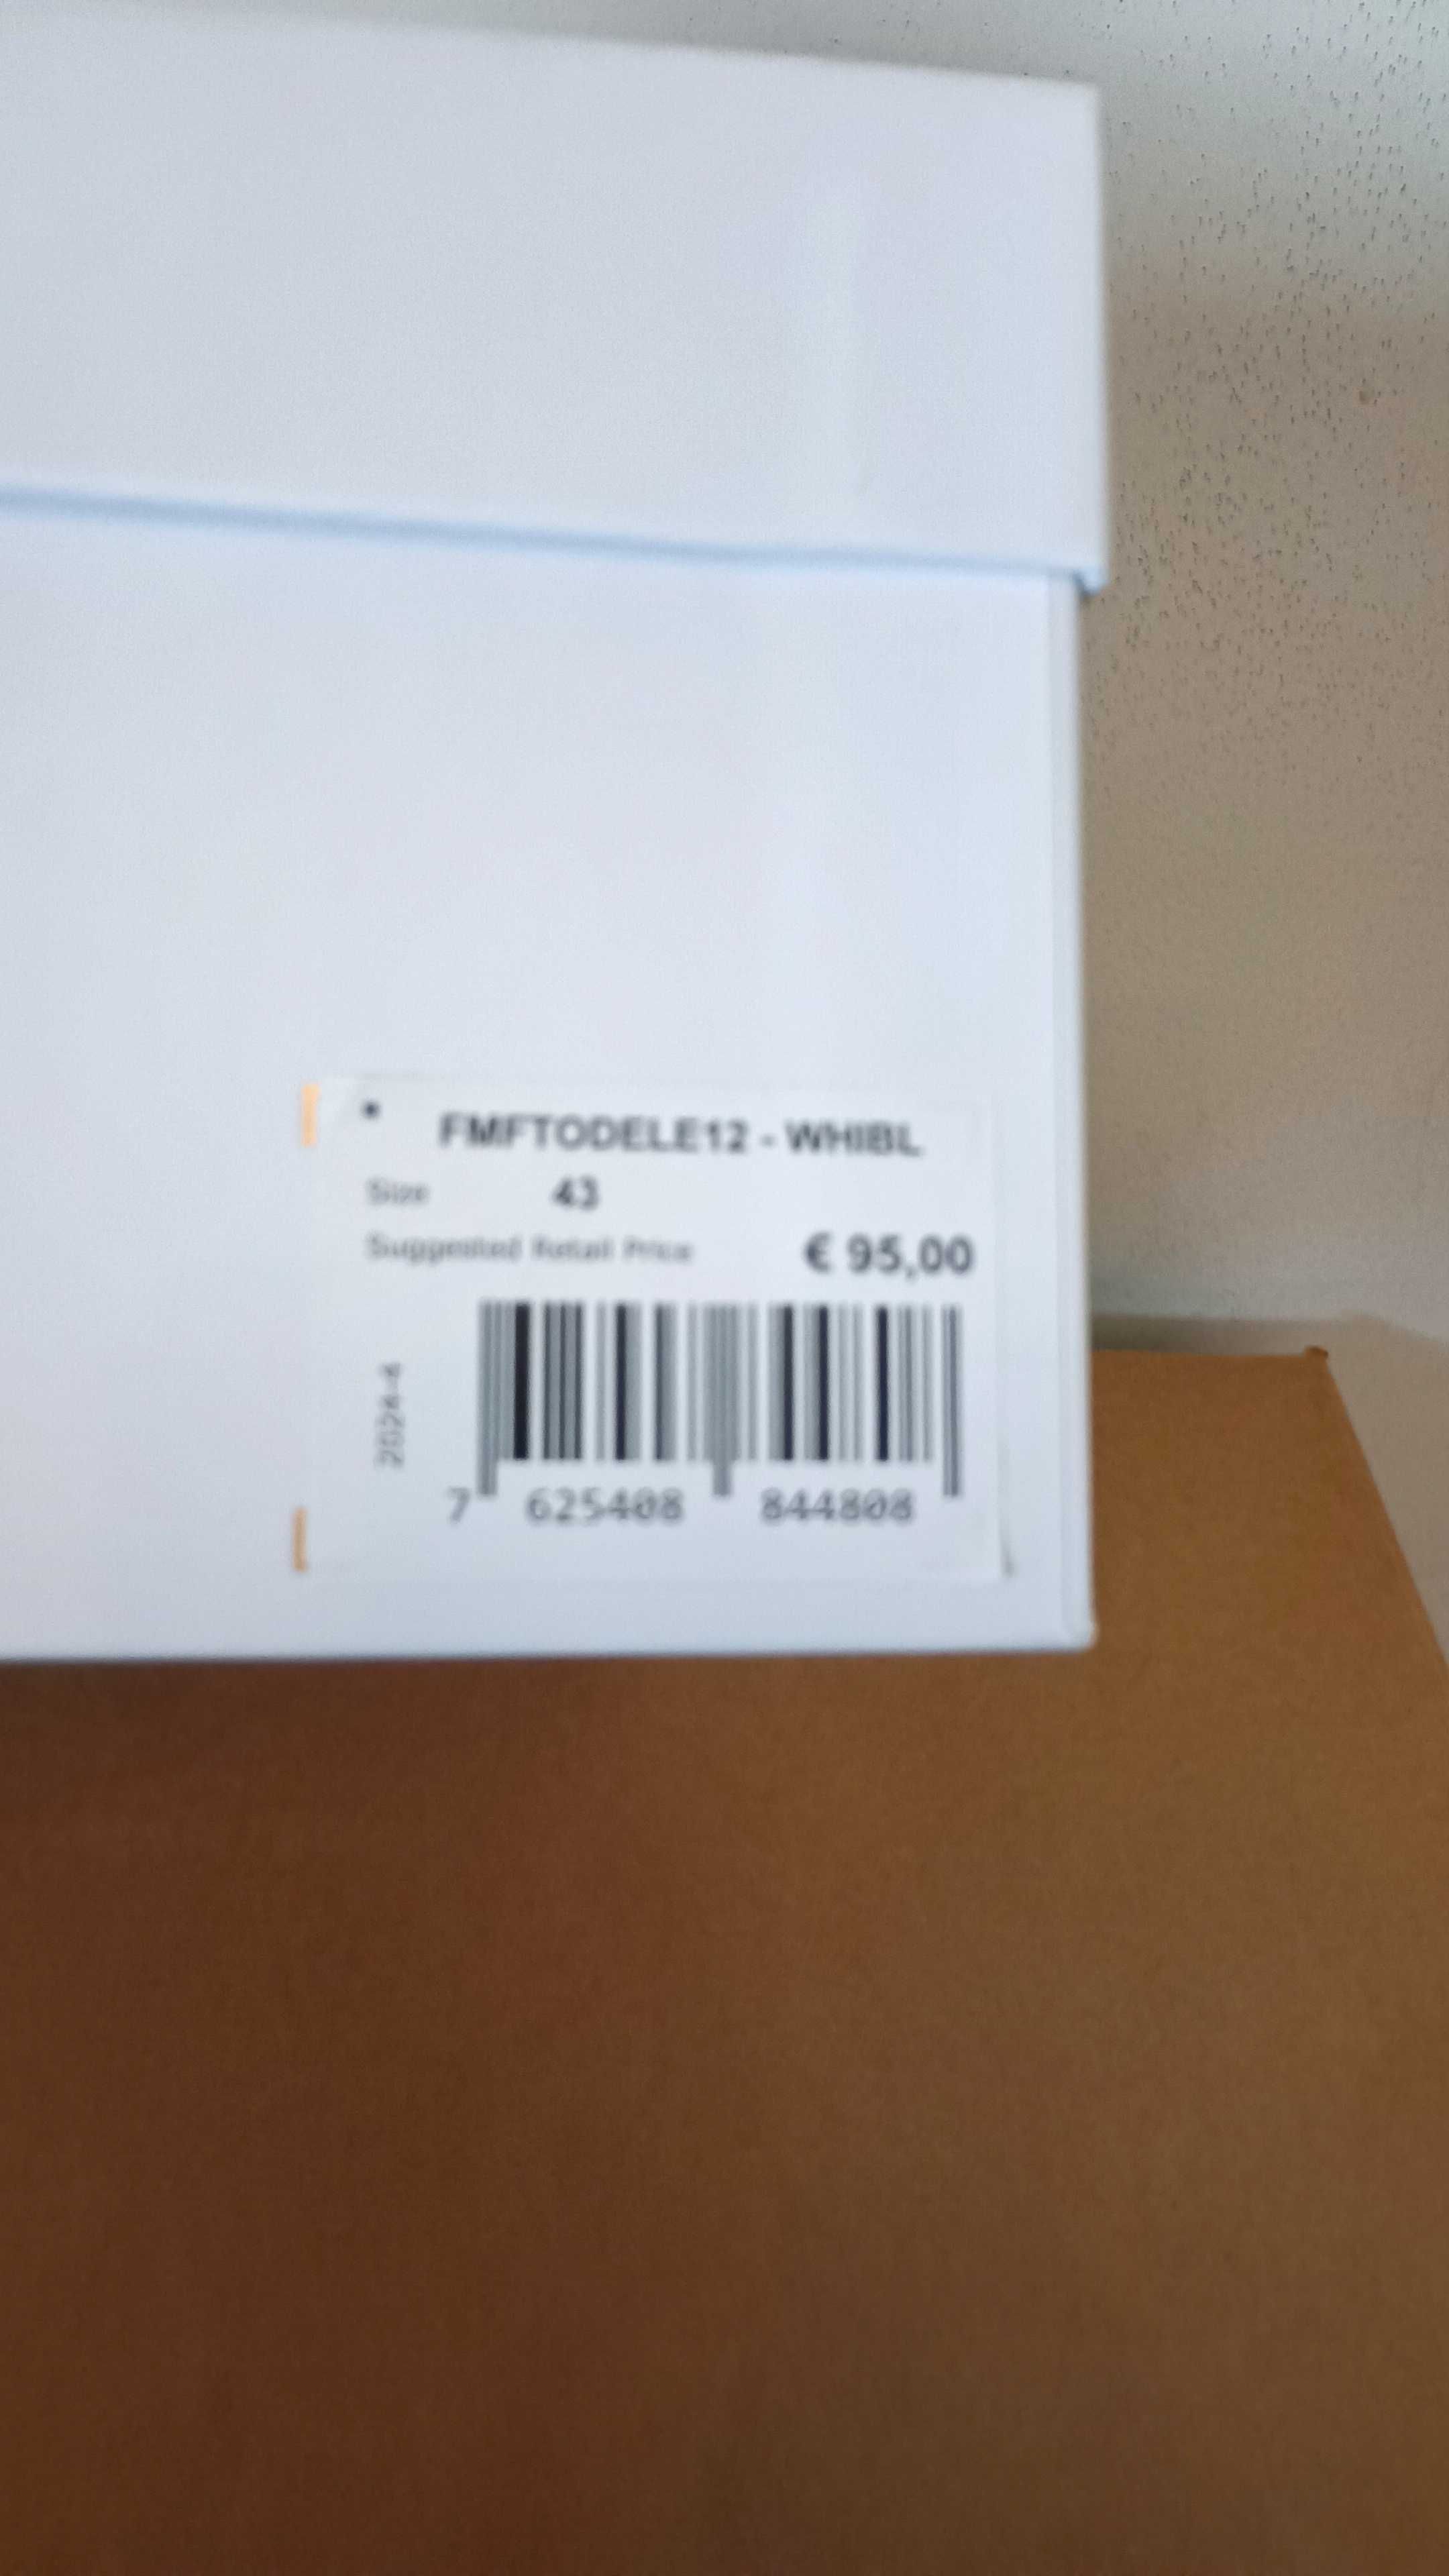 FMFTODELE12 - WHIBL
Size 43
Suggested Retail Price € 95,00
2024-4
7 625408 844808